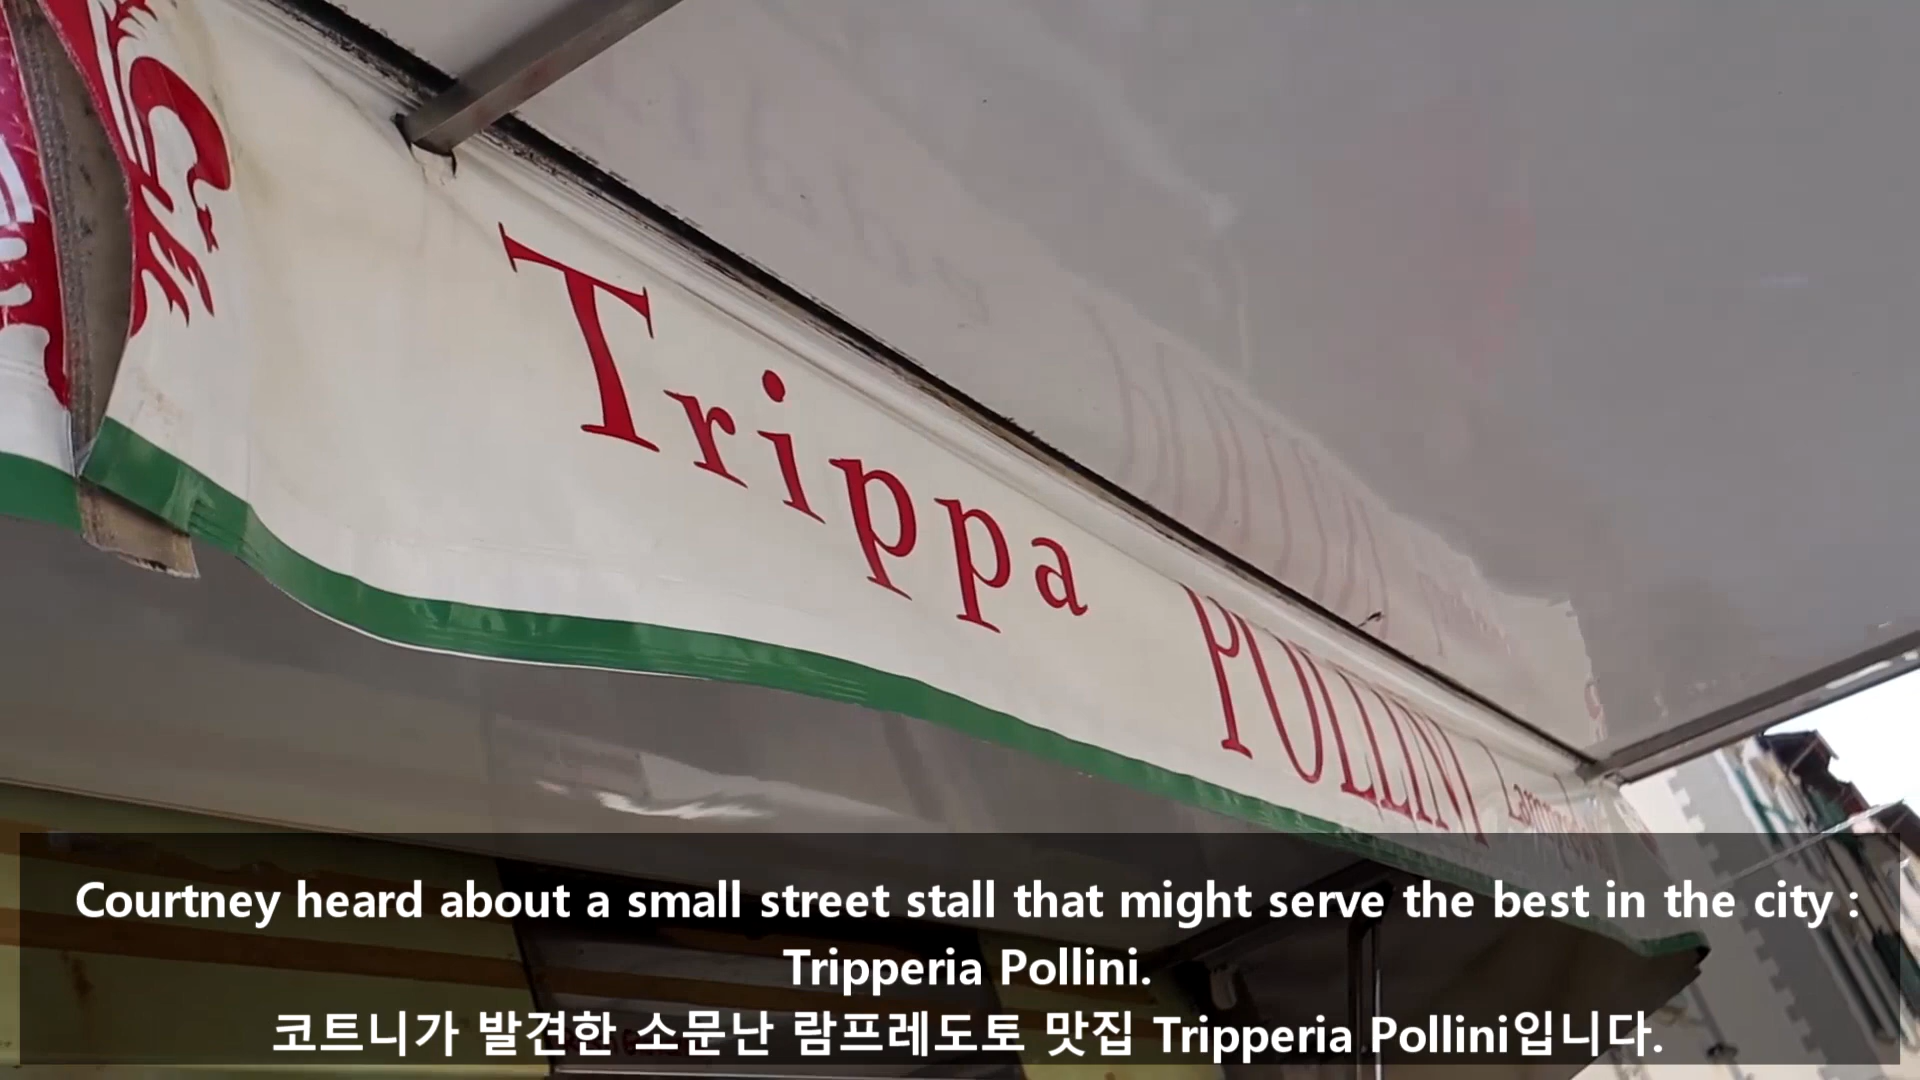 Trippa POLLINI
Courtney heard about a small street stall that might serve the best in the city :
Tripperia Pollini.
코트니가 발견한 소문난 람프레도토 맛집 Tripperia Pollini입니다.